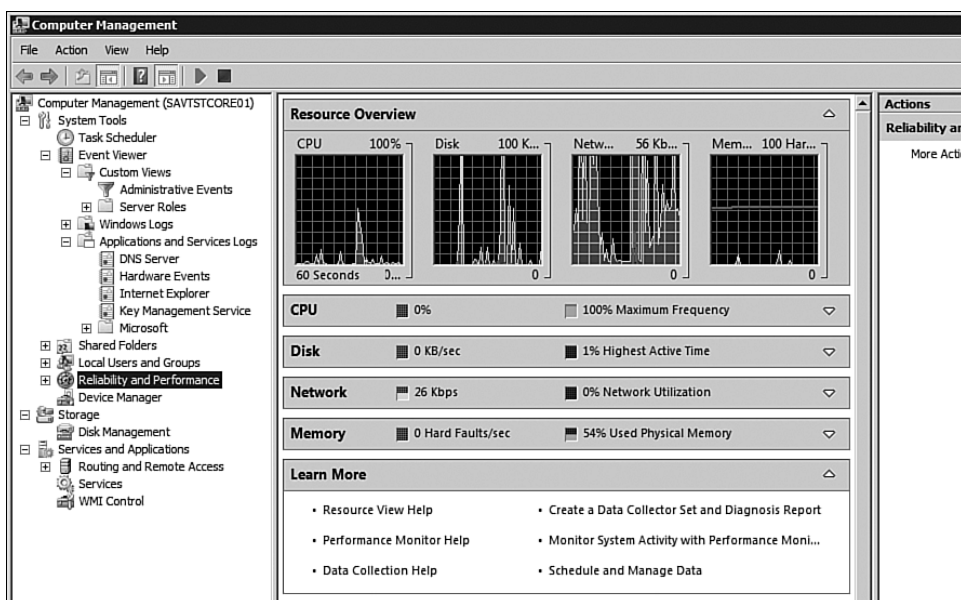 Computer Management
File Action View Help
Computer Management (SAVTSTCORE01)
System Tools
Task Scheduler
Event Viewer
Custom Views
Administrative Events
Server Roles
Windows Logs
Applications and Services Logs
DNS Server
Hardware Events
Internet Explorer
Key Management Service
Microsoft
Shared Folders
Local Users and Groups
Reliability and Performance
Device Manager
Storage
Disk Management
Services and Applications
Routing and Remote Access
Services
WMI Control
Resource Overview
CPU 100% Disk 100 K... Netw... 56 Kb... Mem... 100 Har...
60 Seconds 0... 0 0 0
CPU 0% 100% Maximum Frequency
Disk 0 KB/sec 1% Highest Active Time
Network 26 Kbps 0% Network Utilization
Memory 0 Hard Faults/sec 54% Used Physical Memory
Learn More
• Resource View Help • Create a Data Collector Set and Diagnosis Report
• Performance Monitor Help • Monitor System Activity with Performance Moni...
• Data Collection Help • Schedule and Manage Data
Actions
Reliability an
More Acti